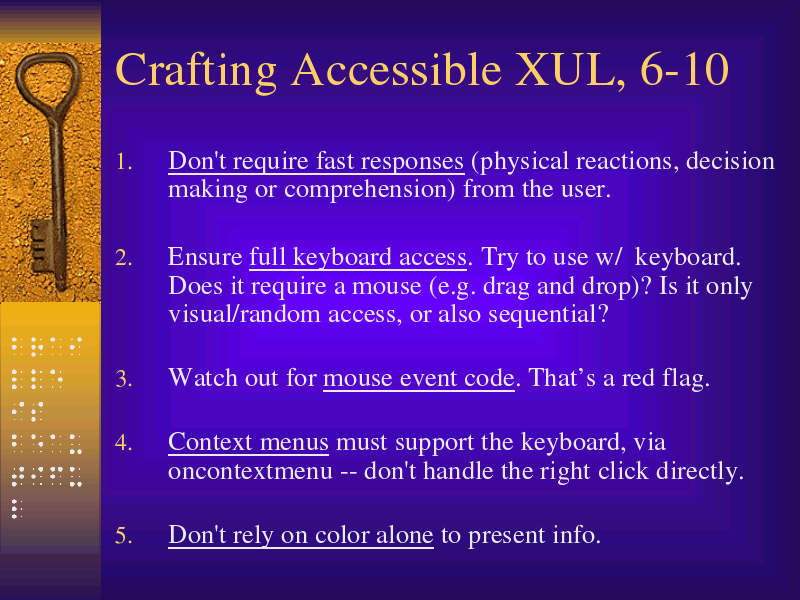 Crafting Accessible XUL, 6-10
1. Don't require fast responses (physical reactions, decision
making or comprehension) from the user.
2. Ensure full keyboard access. Try to use w/  keyboard.
Does it require a mouse (e.g. drag and drop)? Is it only
visual/random access, or also sequential?
3. Watch out for mouse event code. That’s a red flag.
4. Context menus must support the keyboard, via
oncontextmenu -- don't handle the right click directly.
5. Don't rely on color alone to present info.